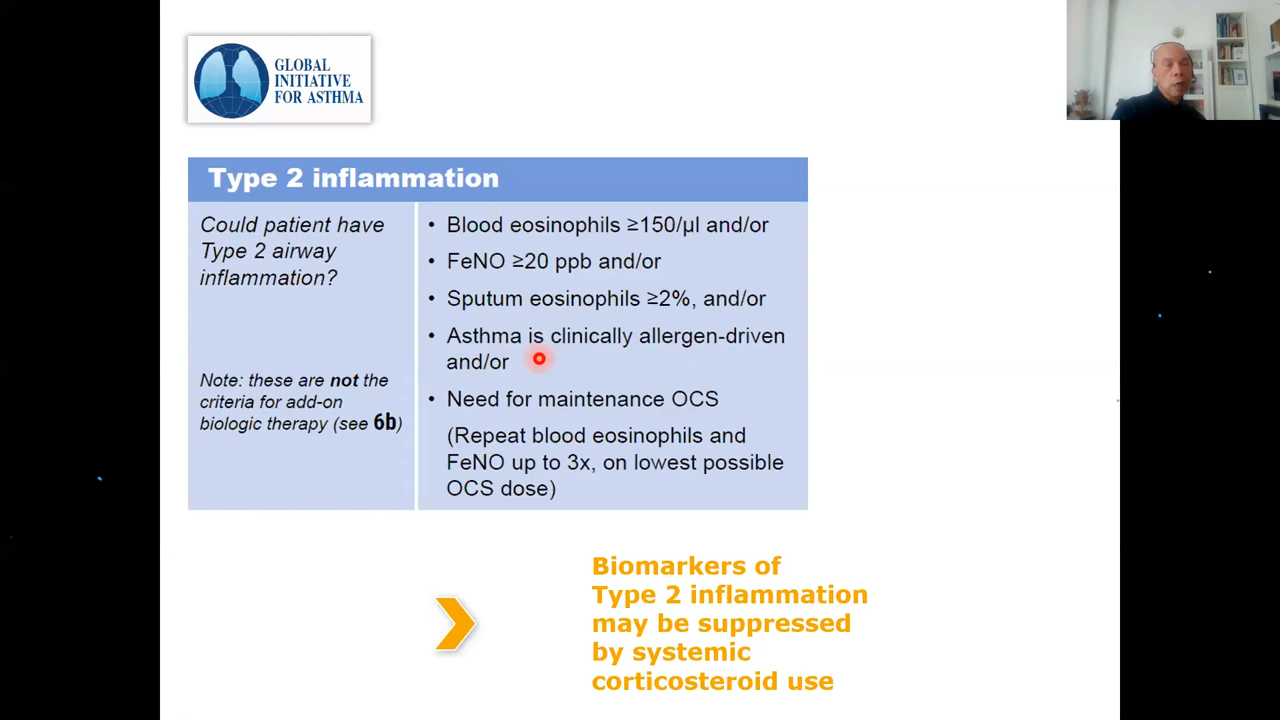 GLOBAL
INITIATIVE
FOR ASTHMA
Type 2 inflammation
Could patient have
Type 2 airway
inflammation?
Note: these are not the
criteria for add-on
biologic therapy (see 6b)
• Blood eosinophils ≥150/μl and/or
• FeNO ≥20 ppb and/or
• Sputum eosinophils ≥2%, and/or
• Asthma is clinically allergen-driven
and/or
• Need for maintenance OCS
(Repeat blood eosinophils and
FeNO up to 3x, on lowest possible
OCS dose)
Biomarkers of
Type 2 inflammation
may be suppressed
by systemic
corticosteroid use